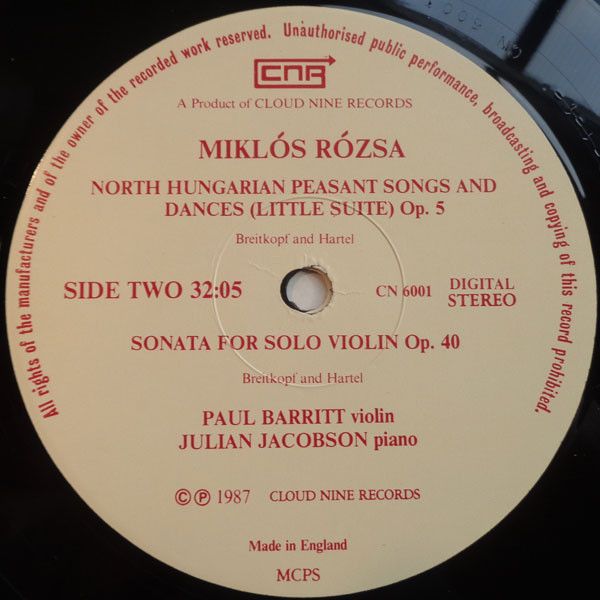 All rights of the manufacturers and of the owner of the recorded work reserved. Unauthorised public performance, broadcasting and copying of this record prohibited.
CNR
A Product of CLOUD NINE RECORDS
MIKLÓS RÓZSA
NORTH HUNGARIAN PEASANT SONGS AND
DANCES (LITTLE SUITE) Op. 5
Breitkopf and Hartel
SIDE TWO 32:05
CN 6001
DIGITAL
STEREO
SONATA FOR SOLO VIOLIN Op. 40
Breitkopf and Hartel
PAUL BARRITT violin
JULIAN JACOBSON piano
© ℗ 1987 CLOUD NINE RECORDS
Made in England
MCPS